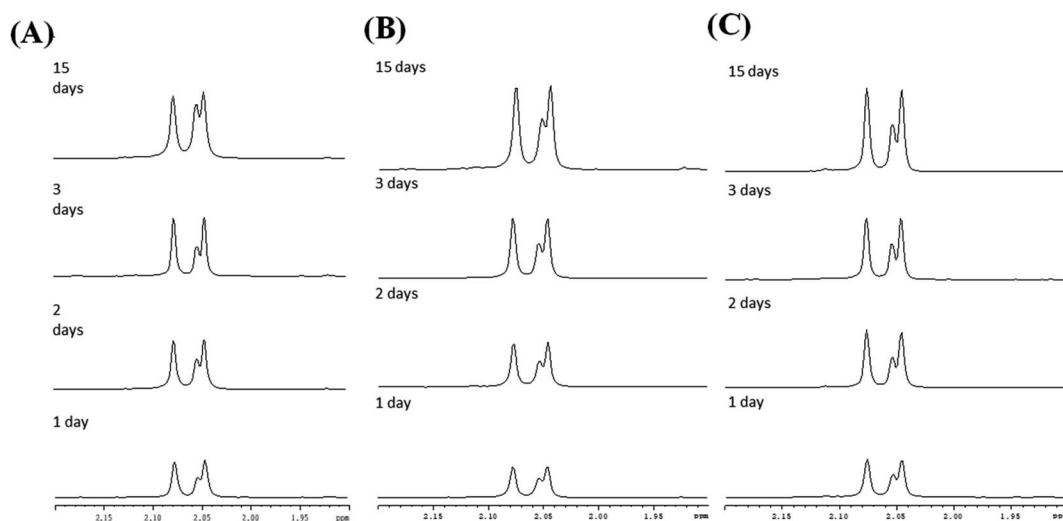 (A)
15
days
3
days
2
days
1 day
2.15 2.10 2.05 2.00 1.95 ppm
(B)
15 days
3 days
2 days
1 day
2.15 2.10 2.05 2.00 1.95 ppm
(C)
15 days
3 days
2 days
1 day
2.15 2.10 2.05 2.00 1.95 ppm